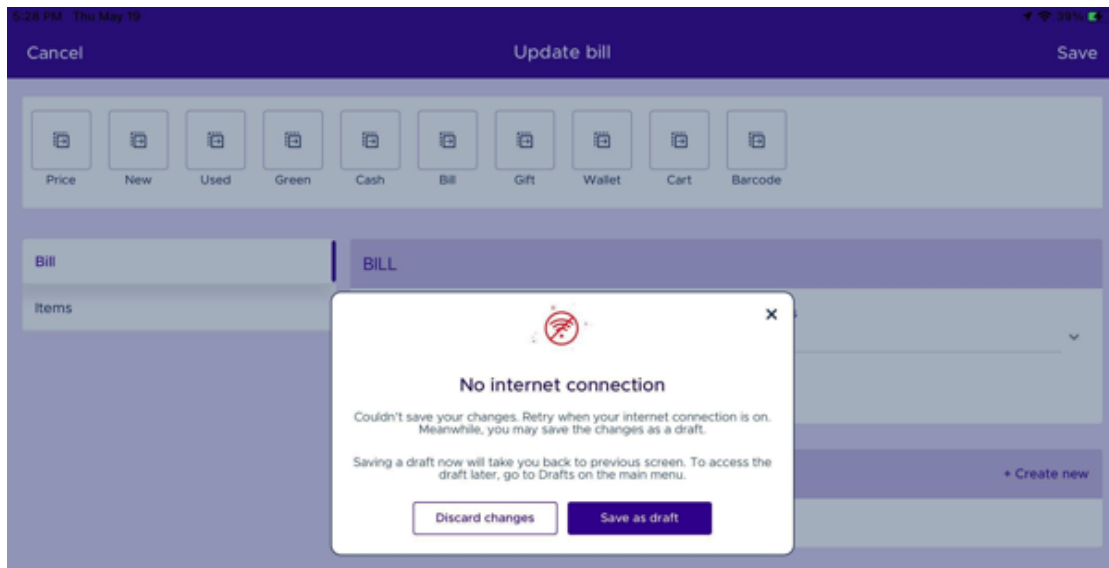 5:28 PM Thu May 19
39%
Cancel
Update bill
Save
Price
New
Used
Green
Cash
Bill
Gift
Wallet
Cart
Barcode
Bill
Items
BILL
No internet connection
Couldn't save your changes. Retry when your internet connection is on.
Meanwhile, you may save the changes as a draft.
Saving a draft now will take you back to previous screen. To access the
draft later, go to Drafts on the main menu.
Discard changes
Save as draft
+ Create new